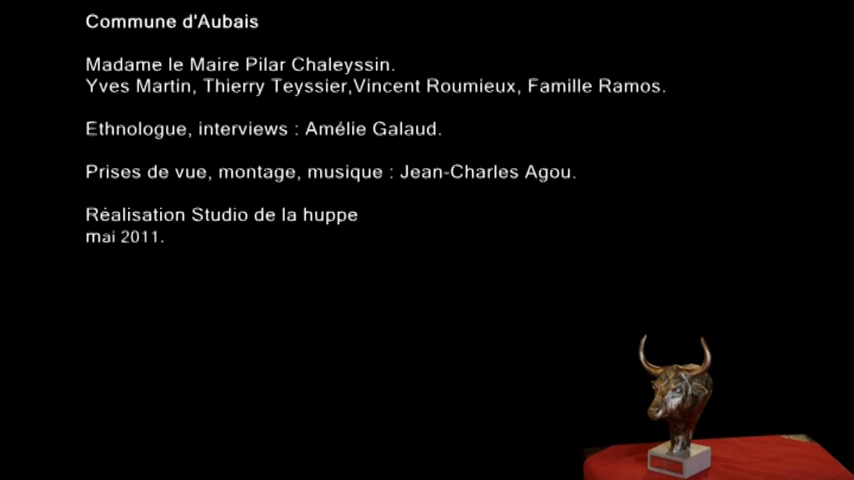 Commune d'Aubais
Madame le Maire Pilar Chaleyssin.
Yves Martin, Thierry Teyssier,Vincent Roumieux, Famille Ramos.
Ethnologue, interviews : Amélie Galaud.
Prises de vue, montage, musique : Jean-Charles Agou.
Réalisation Studio de la huppe
mai 2011.